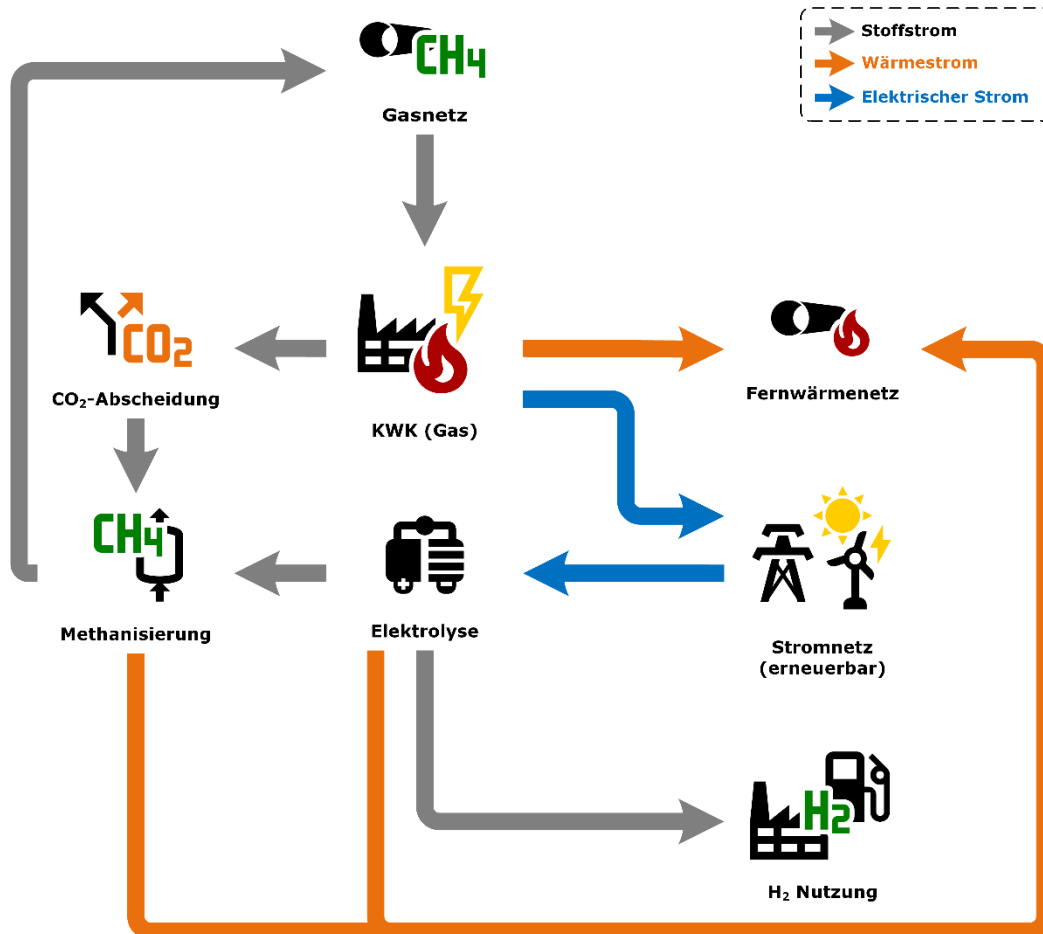 Stoffstrom
Wärmestrom
Elektrischer Strom
CH4
Gasnetz
CO2
CO₂-Abscheidung
KWK (Gas)
Fernwärmenetz
CH4
Methanisierung
Elektrolyse
Stromnetz
(erneuerbar)
H2
H₂ Nutzung